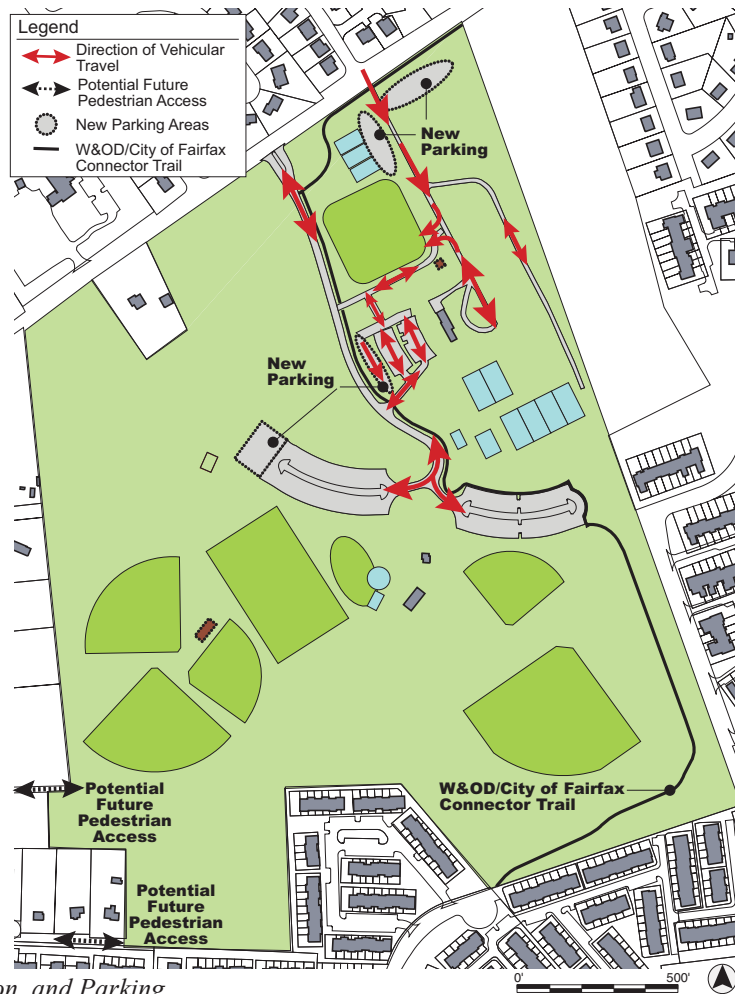 Legend
Direction of Vehicular
Travel
Potential Future
Pedestrian Access
New Parking Areas
W&OD/City of Fairfax
Connector Trail
New
Parking
New
Parking
W&OD/City of Fairfax
Connector Trail
Potential
Future
Pedestrian
Access
Potential
Future
Pedestrian
Access
on, and Parking
0'
500'